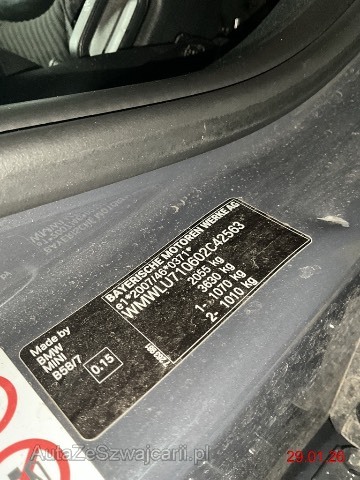 BAYERISCHE MOTOREN WERKE AG
e1*2007/46*0371*
WMWLU710602C42563
2055 kg
3630 kg
1- 1070 kg
2- 1010 kg
Made by
BMW
MINI
B58/7
0.15
AutaZeSzwajcarii.pl
29.01.26